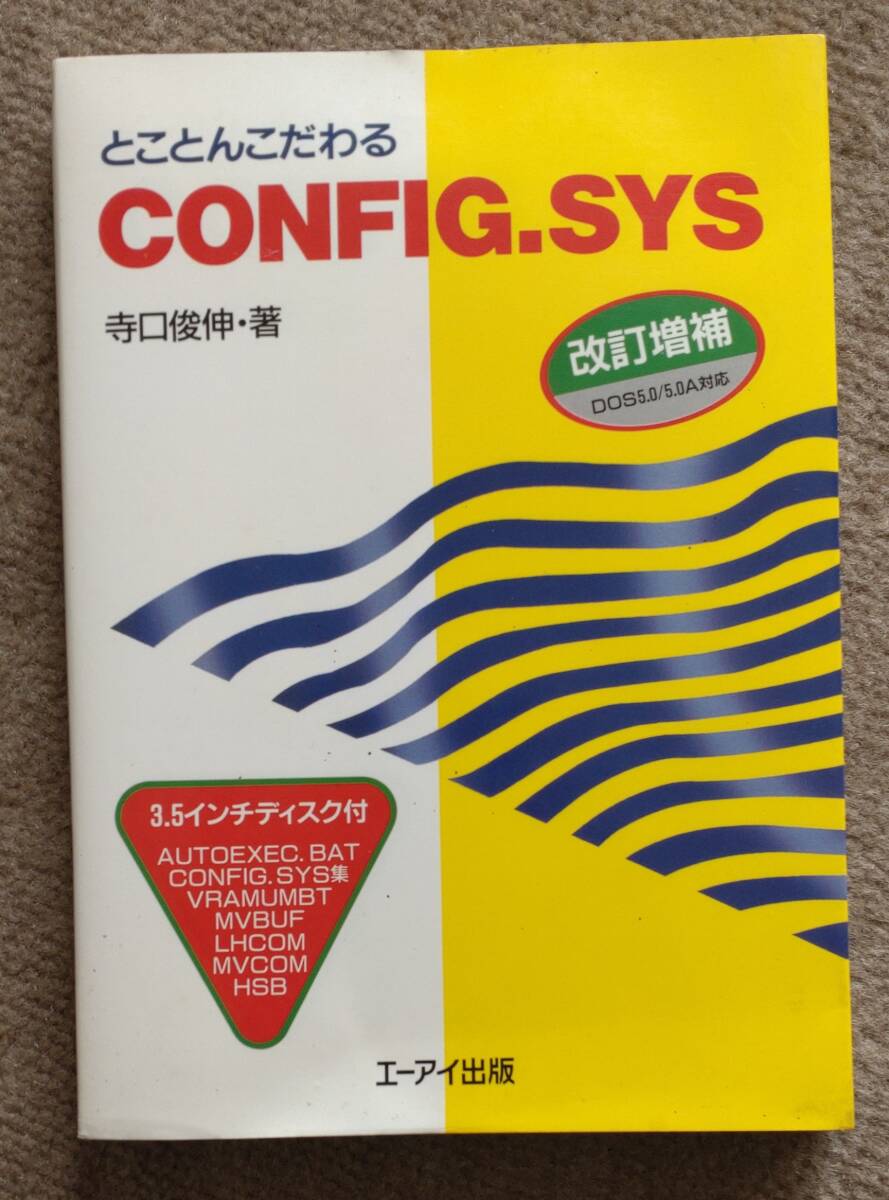 とことんこだわる
CONFIG.SYS
寺口俊伸・著
改訂増補
DOS5.0/5.0A対応
3.5インチディスク付
AUTOEXEC.BAT
CONFIG.SYS集
VRAMUMBT
MVBUF
LHCOM
MVCOM
HSB
エーアイ出版